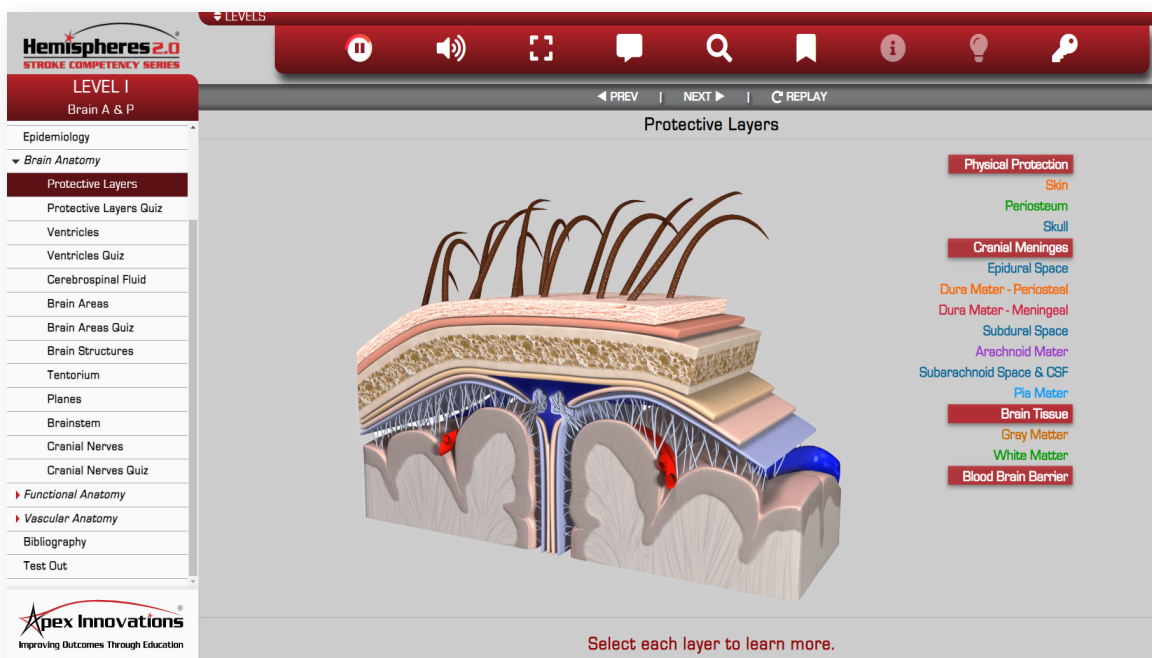 LEVELS
Hemispheres 2.0®
STROKE COMPETENCY SERIES
LEVEL I
Brain A & P
PREV | NEXT | REPLAY
Protective Layers
Epidemiology
Brain Anatomy
Protective Layers
Protective Layers Quiz
Ventricles
Ventricles Quiz
Cerebrospinal Fluid
Brain Areas
Brain Areas Quiz
Brain Structures
Tentorium
Planes
Brainstem
Cranial Nerves
Cranial Nerves Quiz
Functional Anatomy
Vascular Anatomy
Bibliography
Test Out
Physical Protection
Skin
Periosteum
Skull
Cranial Meninges
Epidural Space
Dura Mater - Periosteal
Dura Mater - Meningeal
Subdural Space
Arachnoid Mater
Subarachnoid Space & CSF
Pia Mater
Brain Tissue
Gray Matter
White Matter
Blood Brain Barrier
Apex Innovations®
Improving Outcomes Through Education
Select each layer to learn more.